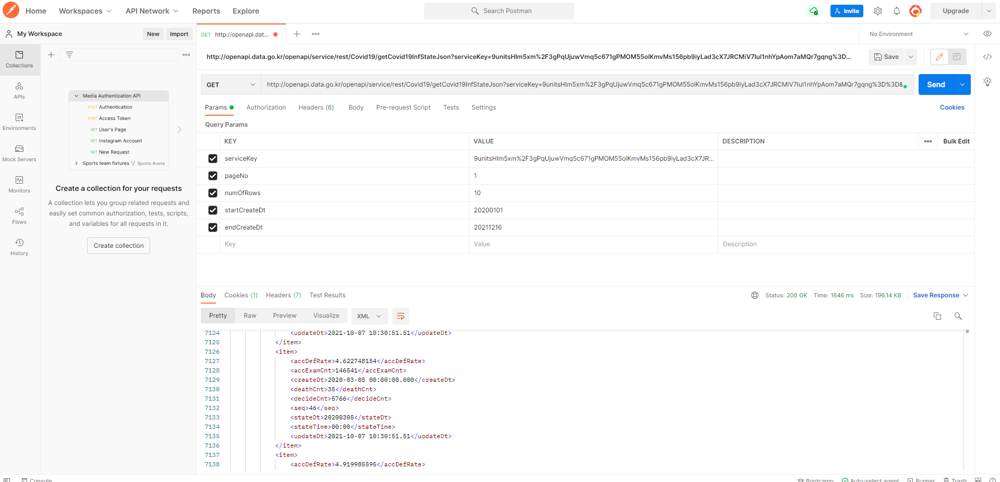 Home Workspaces API Network Reports Explore Search Postman Invite Upgrade
My Workspace New Import GET http://openapi.dat... No Environment
http://openapi.data.go.kr/openapi/service/rest/Covid19/getCovid19InfStateJson?serviceKey=9unitsHIm5xm%2F3gPqUjuwVmq5c671gPMOM55olKmvMs156pb9iyLad3cX7JRCMiV7Iul1nhYpAom7aMQr7gqng%3D... Save
Collections
GET http://openapi.data.go.kr/openapi/service/rest/Covid19/getCovid19InfStateJson?serviceKey=9unitsHIm5xm%2F3gPqUjuwVmq5c671gPMOM55olKmvMs156pb9iyLad3cX7JRCMiV7Iul1nhYpAom7aMQr7gqng%3D%3D& Send
APIs
Environments
Mock Servers
Monitors
Flows
History
Media Authentication API
POST Authentication
POST Access Token
GET User's Page
GET Instagram Account
GET New Request
Sports team fixtures Sports Arena
Create a collection for your requests
A collection lets you group related requests and
easily set common authorization, tests, scripts,
and variables for all requests in it.
Create collection
Params Authorization Headers (6) Body Pre-request Script Tests Settings Cookies
Query Params
KEY VALUE DESCRIPTION Bulk Edit
serviceKey 9unitsHIm5xm%2F3gPqUjuwVmq5c671gPMOM55olKmvMs156pb9iyLad3cX7JR...
pageNo 1
numOfRows 10
startCreateDt 20200101
endCreateDt 20211216
Key Value Description
Body Cookies (1) Headers (7) Test Results Status: 200 OK Time: 1646 ms Size: 196.14 KB Save Response
Pretty Raw Preview Visualize XML
7124 <updateDt>2021-10-07 10:30:51.51</updateDt>
7125 </item>
7126 <item>
7127 <accDefRate>4.622748154</accDefRate>
7128 <accExamCnt>146541</accExamCnt>
7129 <createDt>2020-03-05 00:00:00.000</createDt>
7130 <deathCnt>35</deathCnt>
7131 <decideCnt>5766</decideCnt>
7132 <seq>46</seq>
7133 <stateDt>20200305</stateDt>
7134 <stateTime>00:00</stateTime>
7135 <updateDt>2021-10-07 10:30:51.51</updateDt>
7136 </item>
7137 <item>
7138 <accDefRate>4.919985595</accDefRate>
Console Bootcamp Auto-select agent Runner Trash